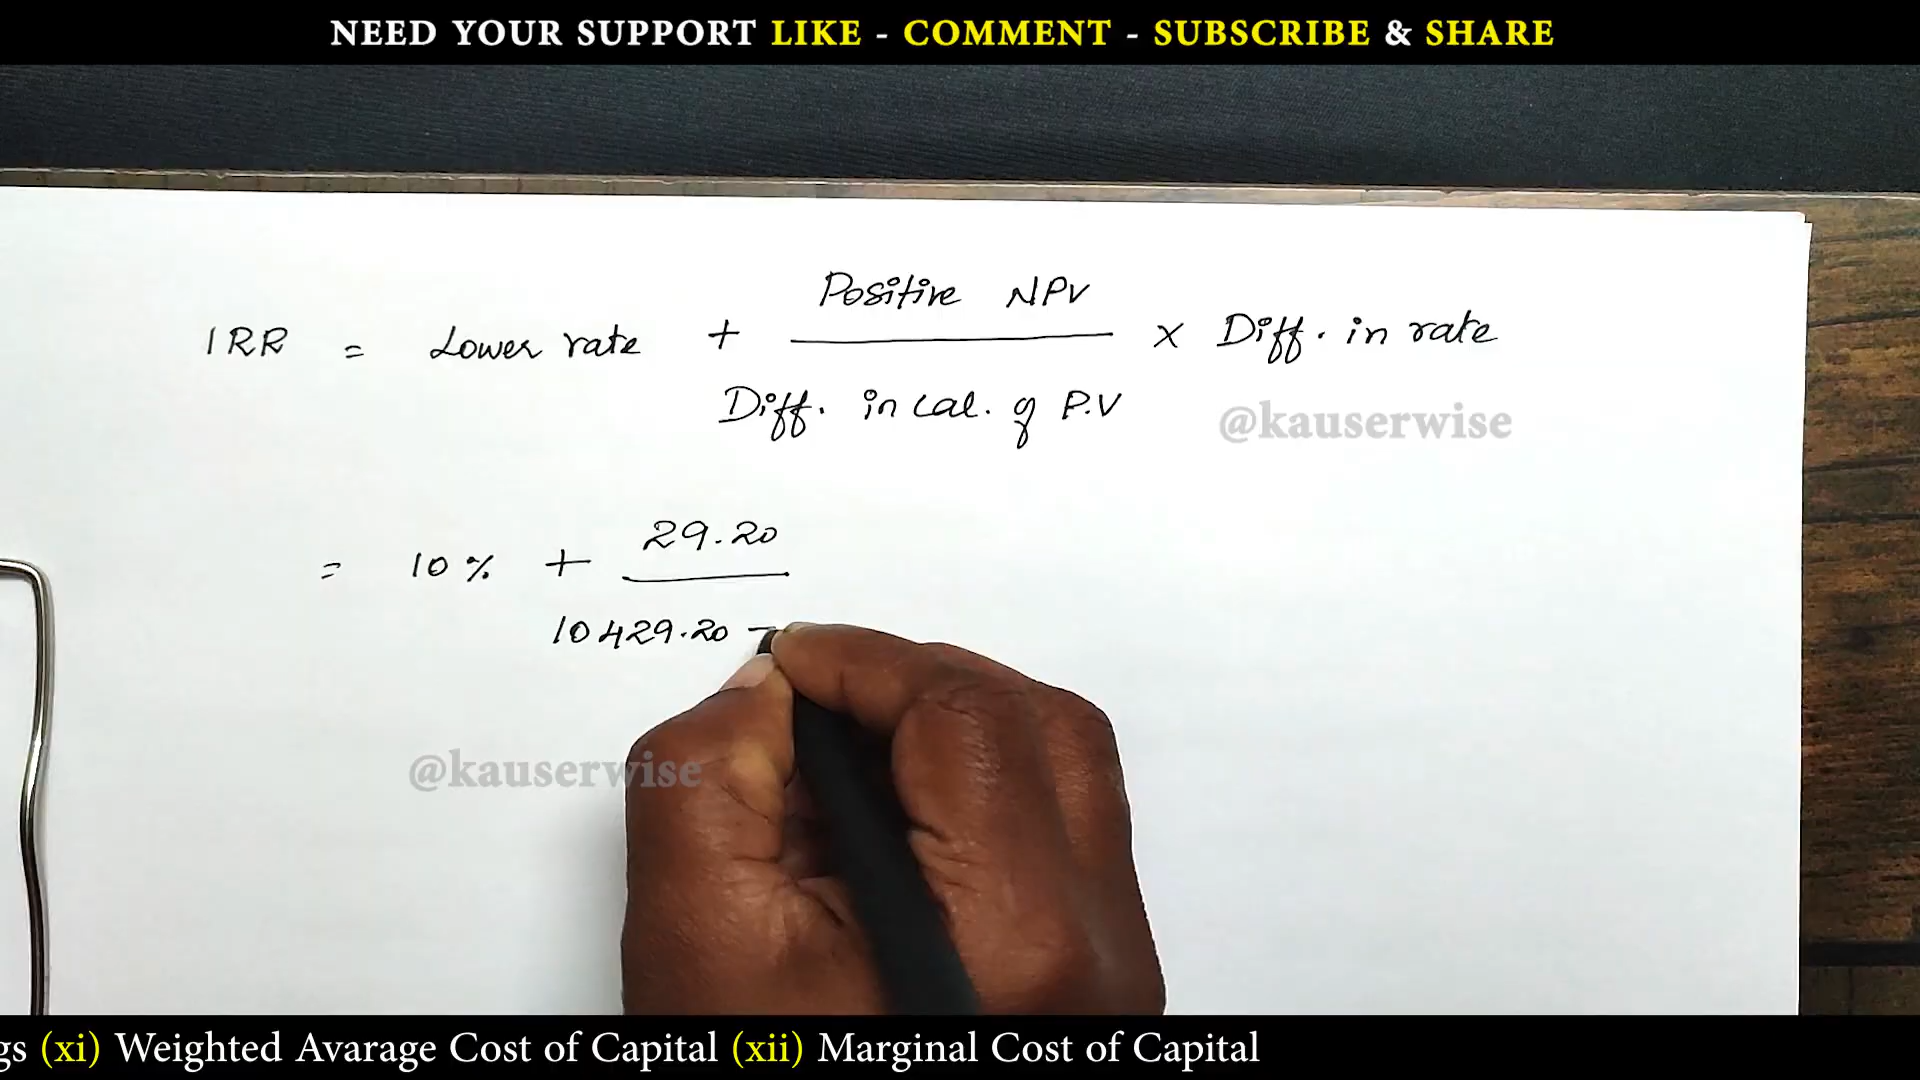 NEED YOUR SUPPORT LIKE - COMMENT - SUBSCRIBE & SHARE
Positive NPV
IRR = Lower rate + ——— x Diff. in rate
Diff. in cal. of P.V
@kauserwise
29.20
= 10% + ———
10429.20 -
@kauserwise
gs (xi) Weighted Avarage Cost of Capital (xii) Marginal Cost of Capital